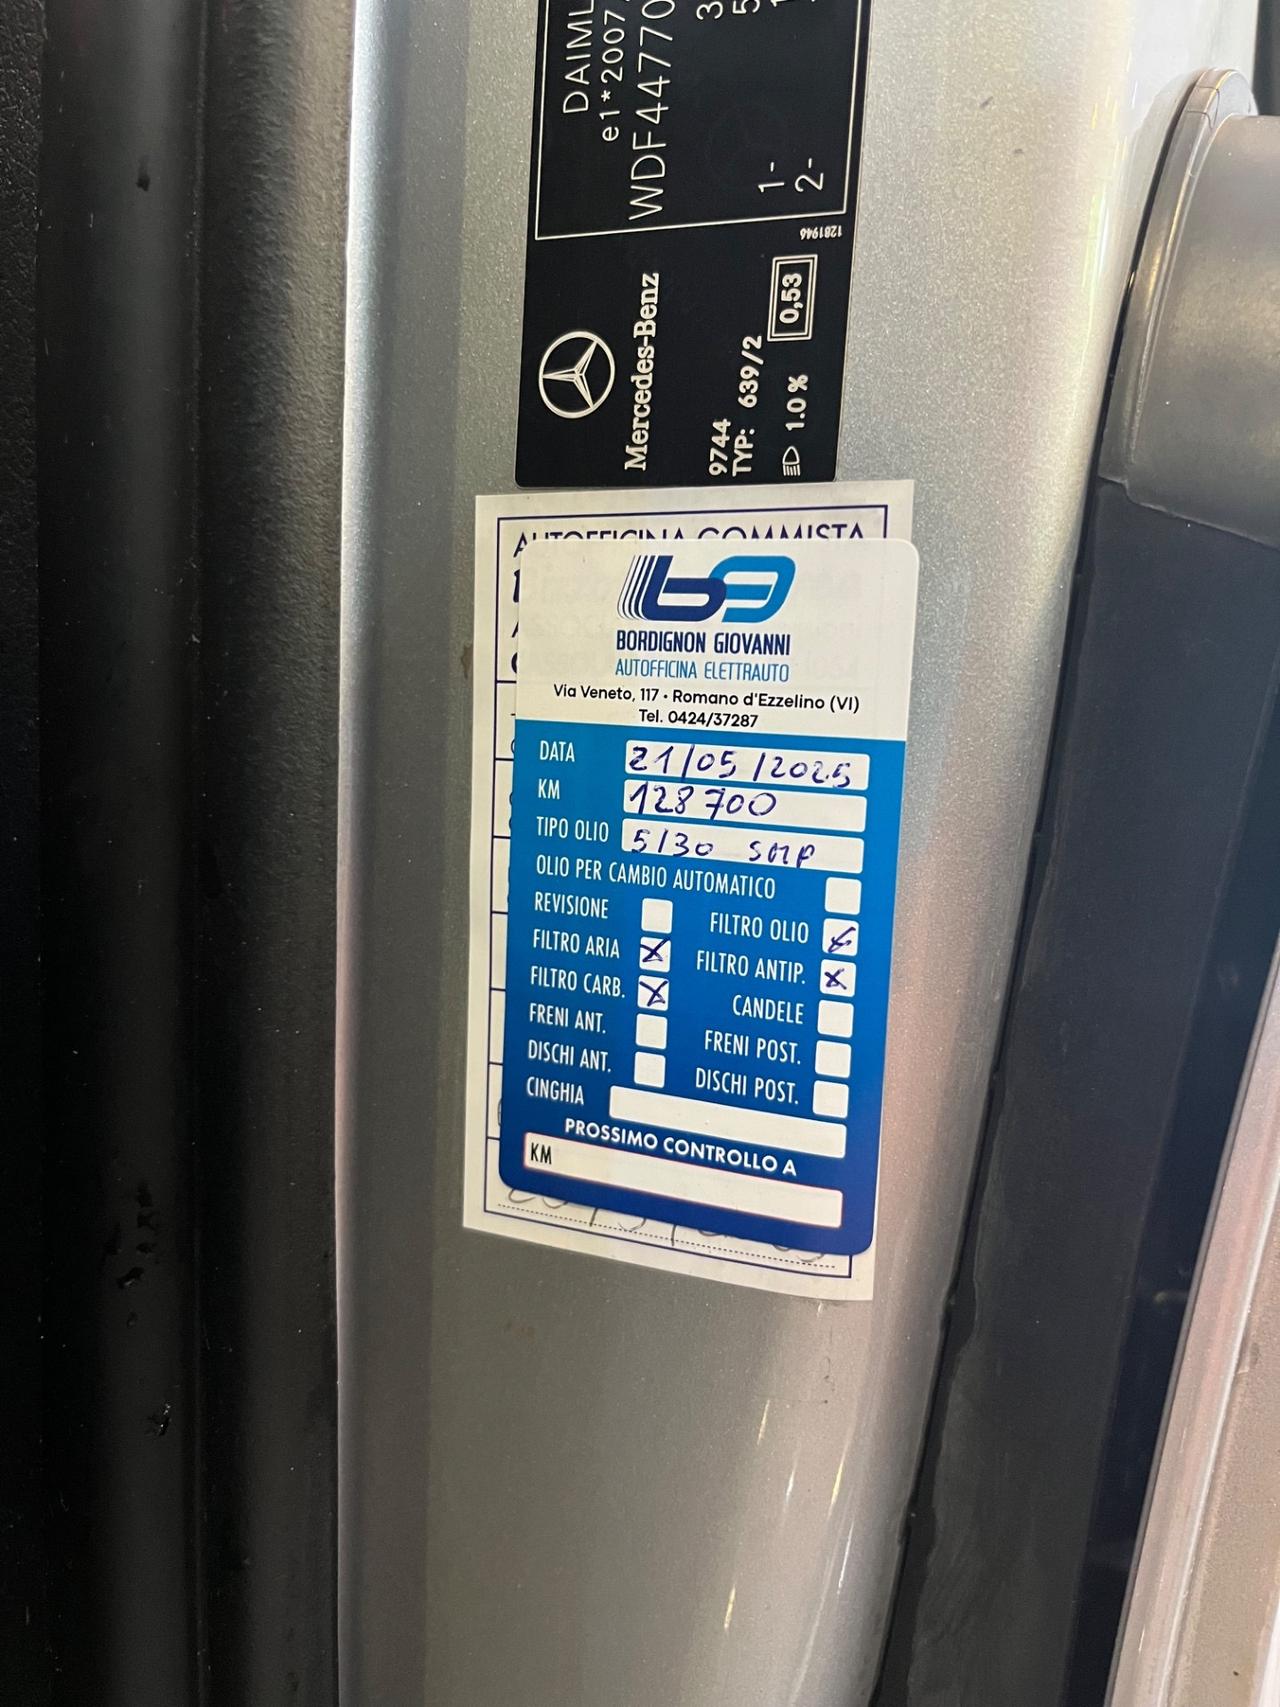 DAIML
e1*2007
WDF44770
1-
2-
1281946
Mercedes-Benz
9744
TYP: 639/2
1.0 % 0,53
AUTOFFICINA GOMMISTA
bg
BORDIGNON GIOVANNI
AUTOFFICINA ELETTRAUTO
Via Veneto, 117 • Romano d'Ezzelino (VI)
Tel. 0424/37287
DATA 21/05/2025
KM 128700
TIPO OLIO 5/30 SMP
OLIO PER CAMBIO AUTOMATICO
REVISIONE FILTRO OLIO x
FILTRO ARIA x FILTRO ANTIP. x
FILTRO CARB. x CANDELE
FRENI ANT. FRENI POST.
DISCHI ANT. DISCHI POST.
CINGHIA
PROSSIMO CONTROLLO A
KM